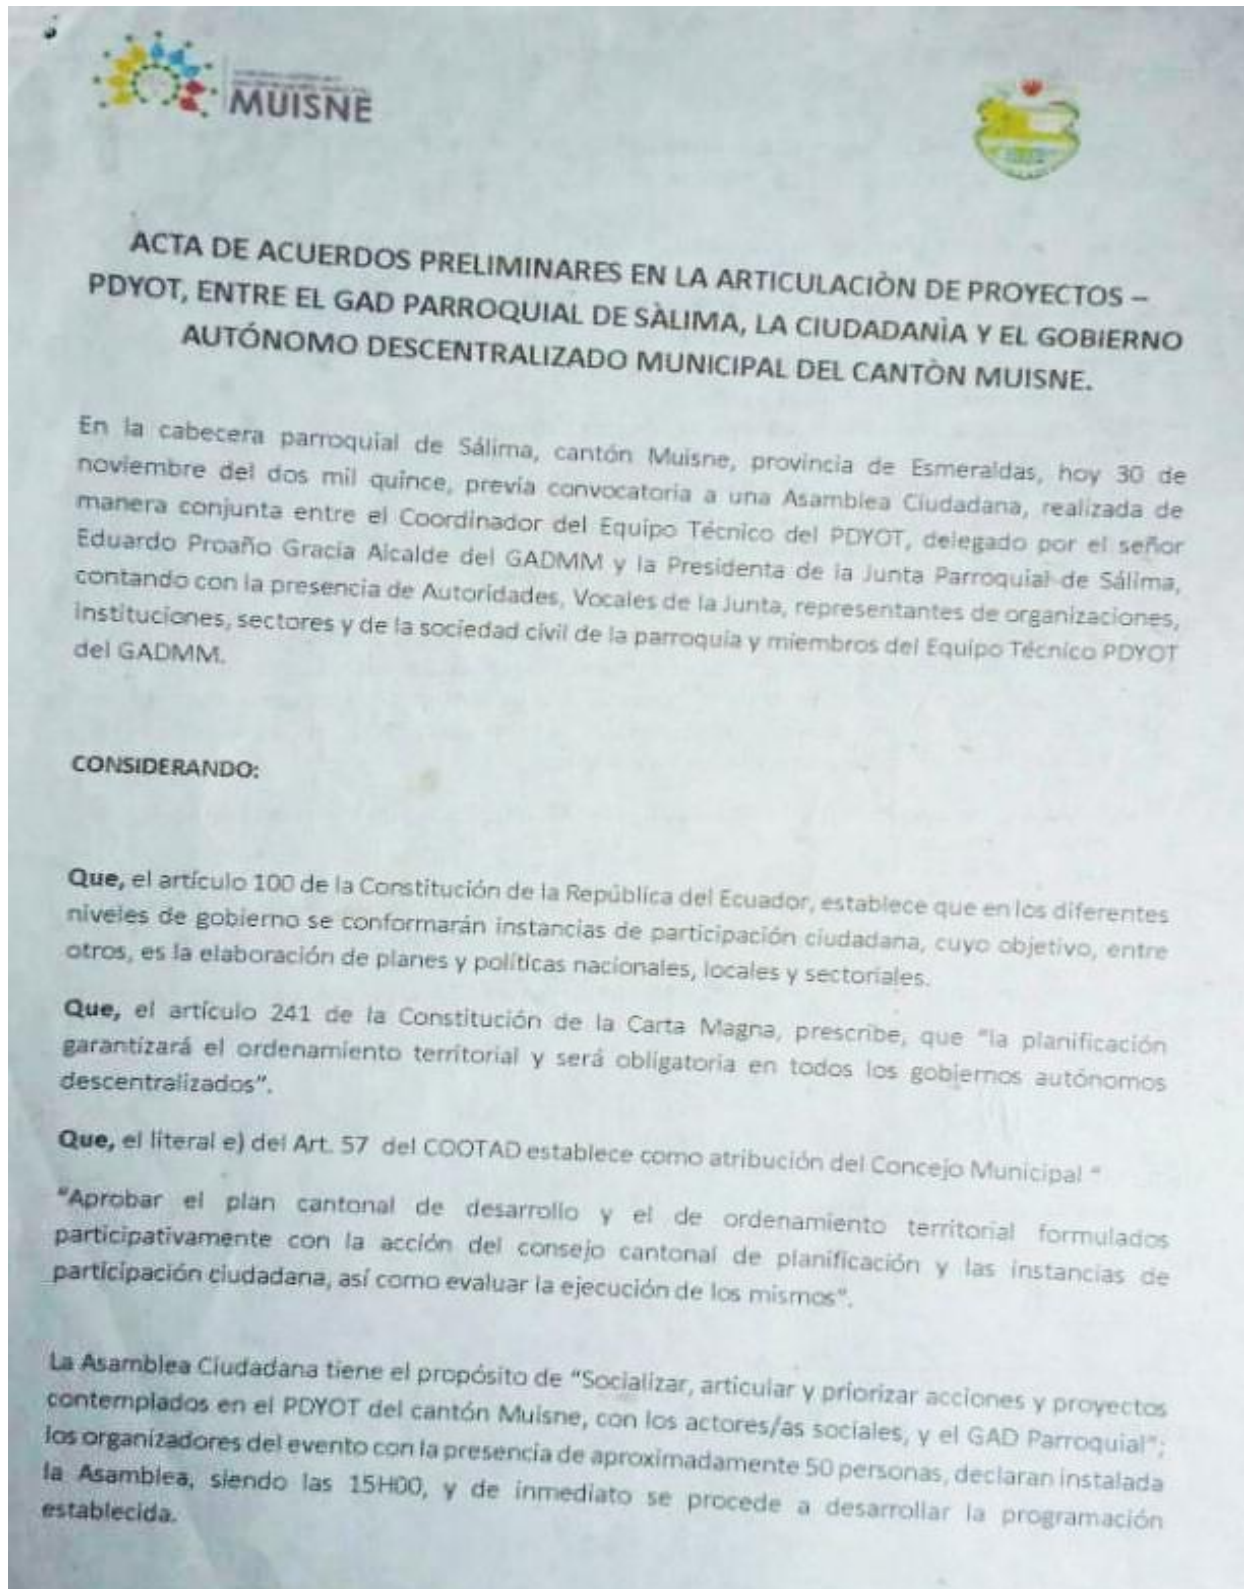 MUISNE
ACTA DE ACUERDOS PRELIMINARES EN LA ARTICULACIÒN DE PROYECTOS –
PDYOT, ENTRE EL GAD PARROQUIAL DE SÀLIMA, LA CIUDADANÌA Y EL GOBIERNO
AUTÓNOMO DESCENTRALIZADO MUNICIPAL DEL CANTÒN MUISNE.
En la cabecera parroquial de Sálima, cantón Muisne, provincia de Esmeraldas, hoy 30 de
noviembre del dos mil quince, previa convocatoria a una Asamblea Ciudadana, realizada de
manera conjunta entre el Coordinador del Equipo Técnico del PDYOT, delegado por el señor
Eduardo Proaño Gracia Alcalde del GADMM y la Presidenta de la Junta Parroquial de Sálima,
contando con la presencia de Autoridades, Vocales de la Junta, representantes de organizaciones,
instituciones, sectores y de la sociedad civil de la parroquia y miembros del Equipo Técnico PDYOT
del GADMM.
CONSIDERANDO:
Que, el artículo 100 de la Constitución de la República del Ecuador, establece que en los diferentes
niveles de gobierno se conformarán instancias de participación ciudadana, cuyo objetivo, entre
otros, es la elaboración de planes y políticas nacionales, locales y sectoriales.
Que, el artículo 241 de la Constitución de la Carta Magna, prescribe, que "la planificación
garantizará el ordenamiento territorial y será obligatoria en todos los gobiernos autónomos
descentralizados".
Que, el literal e) del Art. 57 del COOTAD establece como atribución del Concejo Municipal "
"Aprobar el plan cantonal de desarrollo y el de ordenamiento territorial formulados
participativamente con la acción del consejo cantonal de planificación y las instancias de
participación ciudadana, así como evaluar la ejecución de los mismos".
La Asamblea Ciudadana tiene el propósito de "Socializar, articular y priorizar acciones y proyectos
contemplados en el PDYOT del cantón Muisne, con los actores/as sociales, y el GAD Parroquial";
los organizadores del evento con la presencia de aproximadamente 50 personas, declaran instalada
la Asamblea, siendo las 15H00, y de inmediato se procede a desarrollar la programación
establecida.